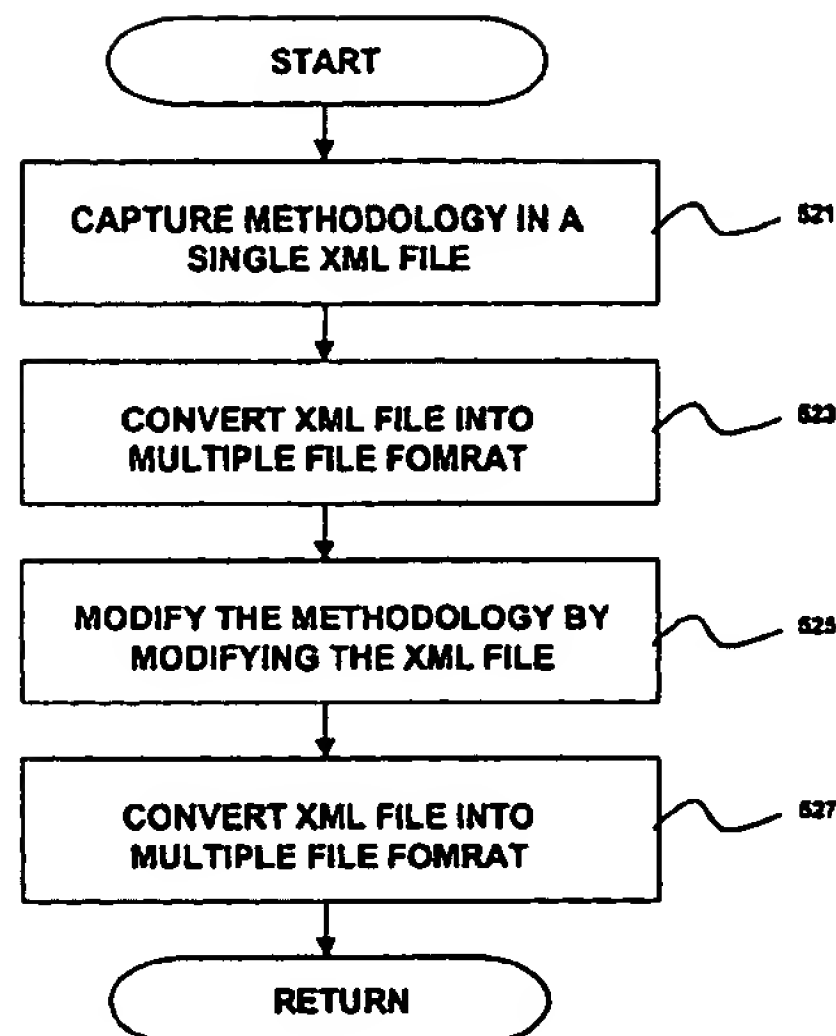 START
CAPTURE METHODOLOGY IN A
SINGLE XML FILE
521
CONVERT XML FILE INTO
MULTIPLE FILE FOMRAT
523
MODIFY THE METHODOLOGY BY
MODIFYING THE XML FILE
525
CONVERT XML FILE INTO
MULTIPLE FILE FOMRAT
527
RETURN